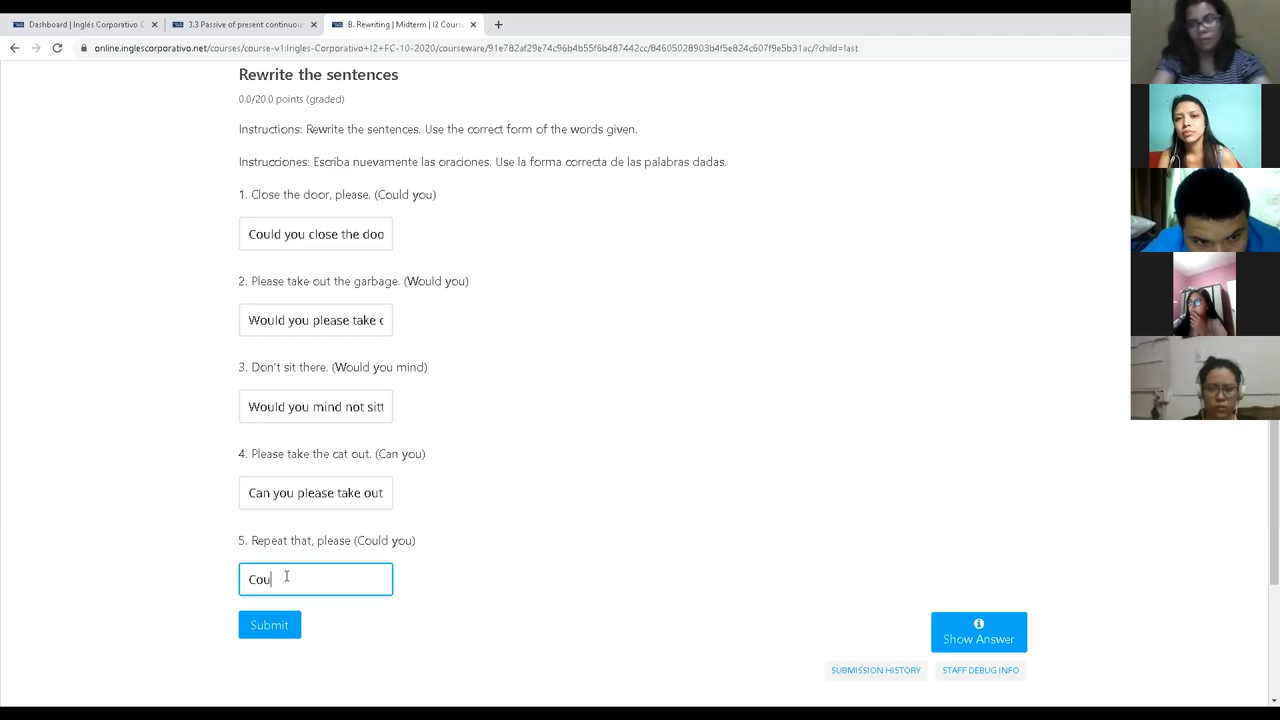 Dashboard | Inglés Corporativo
3.3 Passive of present continuou
B. Rewriting | Midterm | I2 Cours
online.inglescorporativo.net/courses/course-v1:Ingles-Corporativo+I2+FC-10-2020/courseware/91e782af29e74c96b4b55f6b487442cc/84605028903b4f5e824c607f9e5b31ac/?child=last
Rewrite the sentences
0.0/20.0 points (graded)
Instructions: Rewrite the sentences. Use the correct form of the words given.
Instrucciones: Escriba nuevamente las oraciones. Use la forma correcta de las palabras dadas.
1. Close the door, please. (Could you)
Could you close the doo
2. Please take out the garbage. (Would you)
Would you please take o
3. Don't sit there. (Would you mind)
Would you mind not sitt
4. Please take the cat out. (Can you)
Can you please take out
5. Repeat that, please (Could you)
Cou
Submit
Show Answer
SUBMISSION HISTORY
STAFF DEBUG INFO